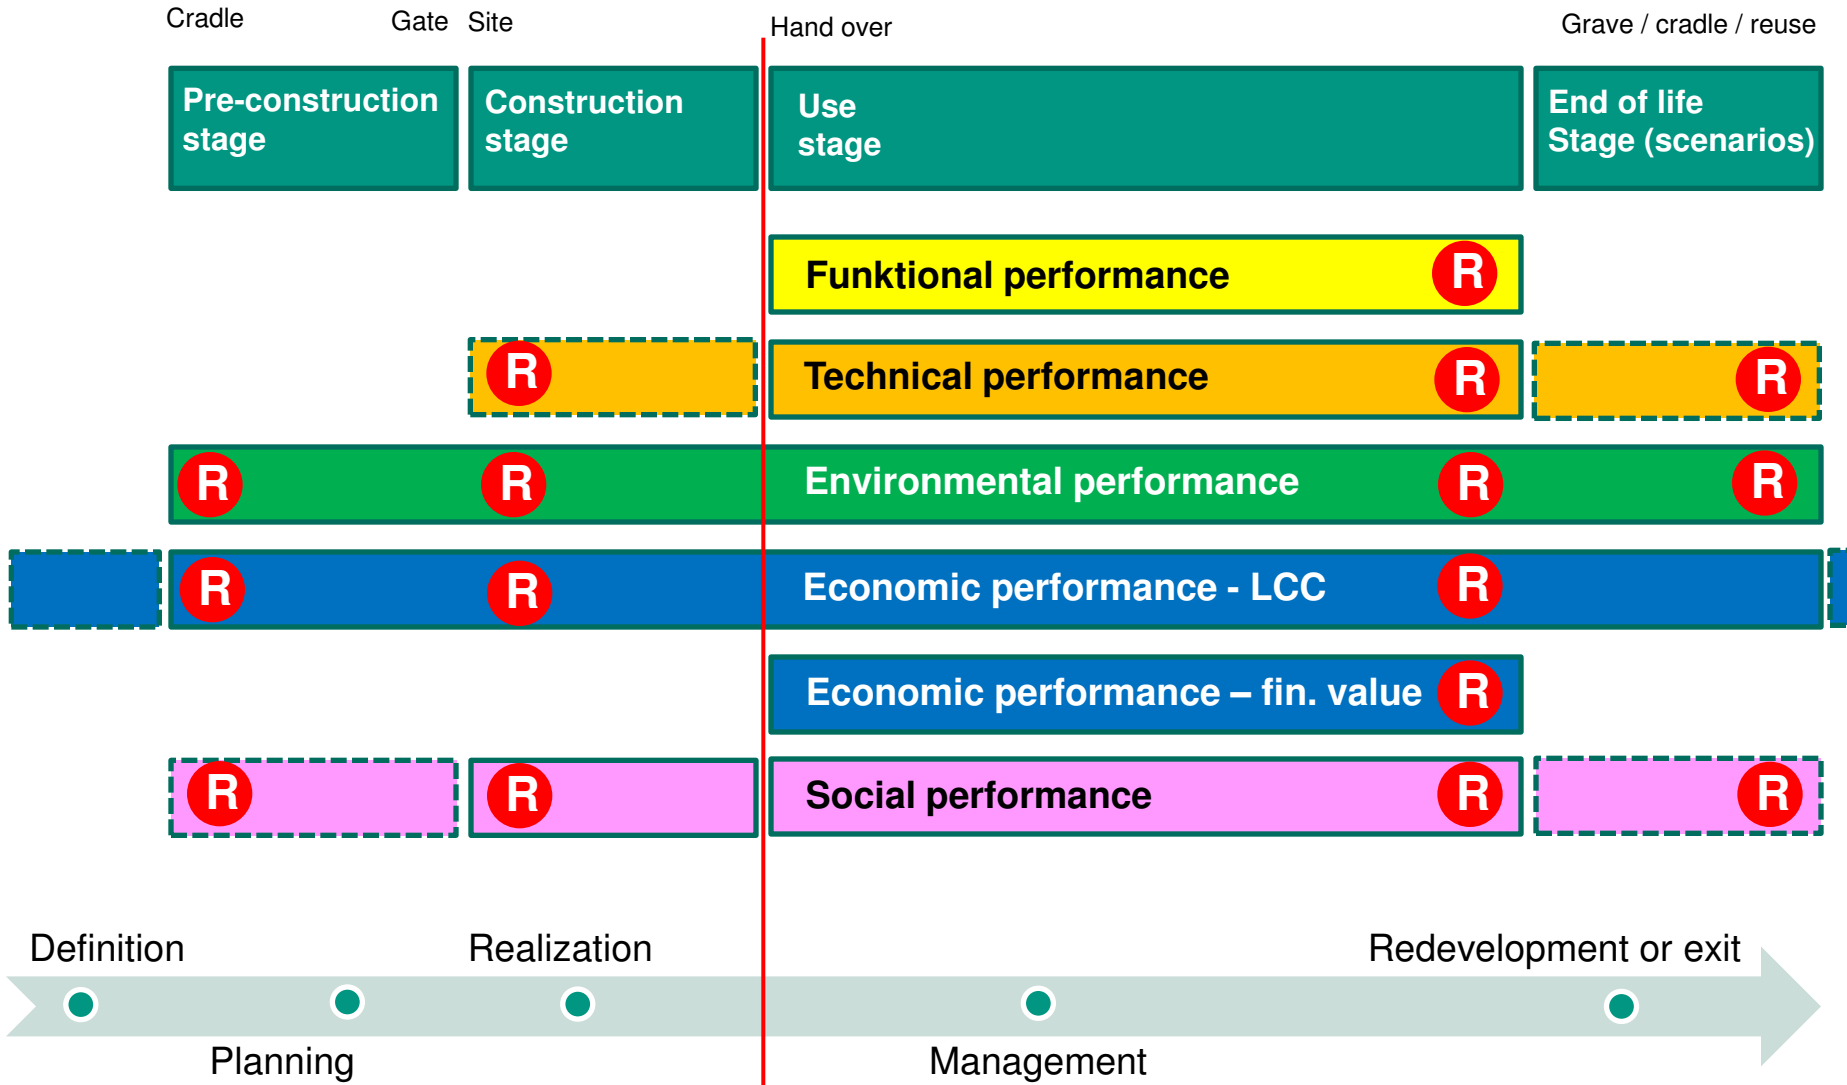 Cradle
Gate
Site
Hand over
Grave / cradle / reuse
Pre-construction
stage
Construction
stage
Use
stage
End of life
Stage (scenarios)
Funktional performance
R
R
Technical performance
R
R
R
R
Environmental performance
R
R
R
R
Economic performance - LCC
R
Economic performance – fin. value
R
R
R
Social performance
R
R
Definition
Realization
Redevelopment or exit
Planning
Management